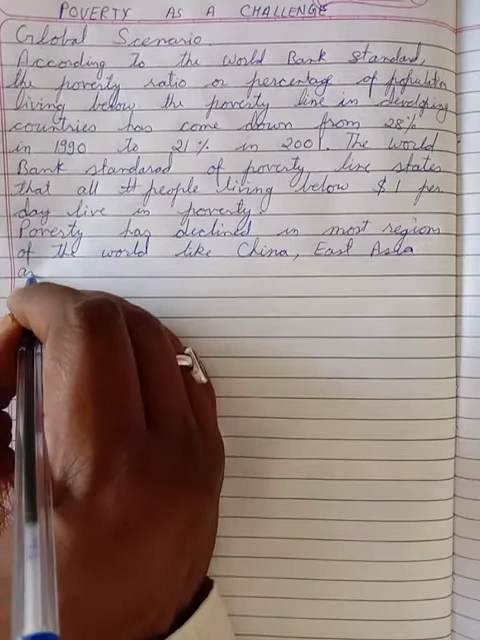 POVERTY AS A CHALLENGE
Global Scenario.
According To the World Bank standard,
the poverty ratio or percentage of population
living below the poverty line in developing
countries has come down from 28%
in 1990 to 21% in 2001. The World
Bank standarad of poverty line states
that all people living below $1 per
day live in poverty.
Poverty has declined in most regions
of the world like China, East Asia
an